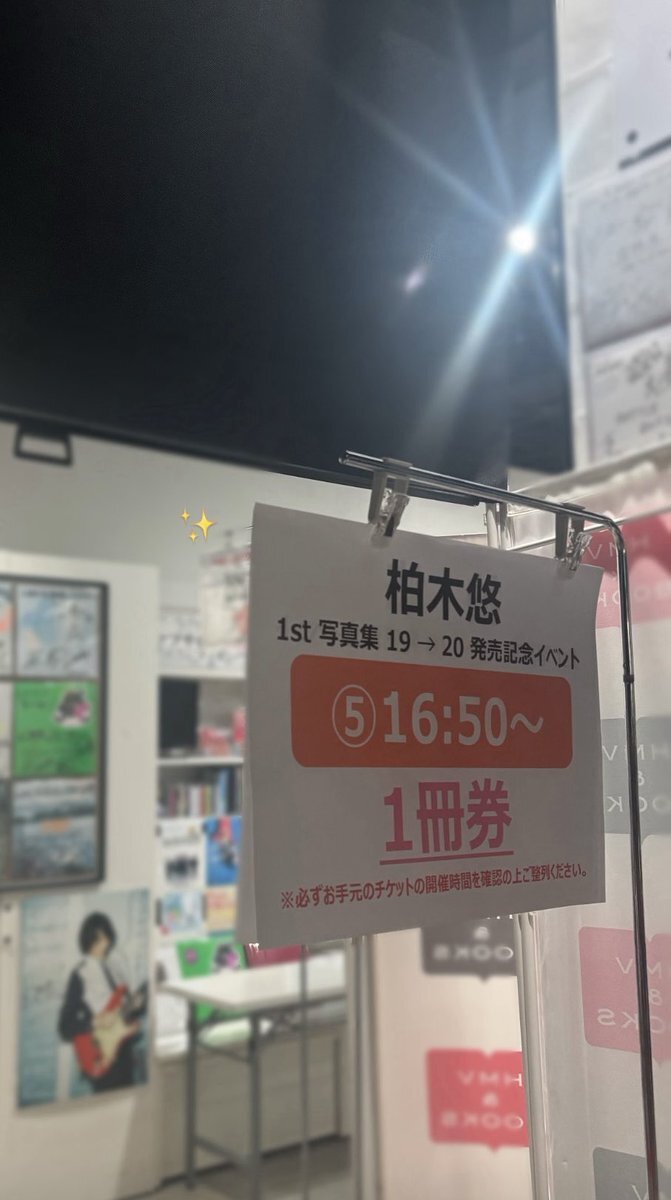 柏木悠
1st 写真集 19 → 20 発売記念イベント
⑤16:50～
1冊券
※必ずお手元のチケットの開催時間を確認の上ご整列ください。
HMV
&
OOKS